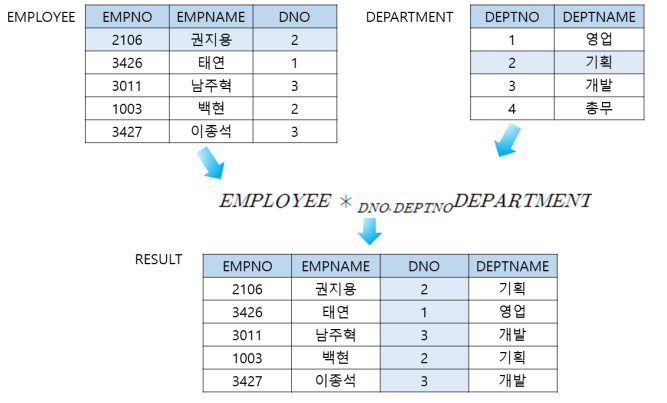 EMPLOYEE
EMPNO EMPNAME DNO
2106 권지용 2
3426 태연 1
3011 남주혁 3
1003 백현 2
3427 이종석 3
DEPARTMENT
DEPTNO DEPTNAME
1 영업
2 기획
3 개발
4 총무
EMPLOYEE * DNO.DEPTNO DEPARTMENT
RESULT
EMPNO EMPNAME DNO DEPTNAME
2106 권지용 2 기획
3426 태연 1 영업
3011 남주혁 3 개발
1003 백현 2 기획
3427 이종석 3 개발